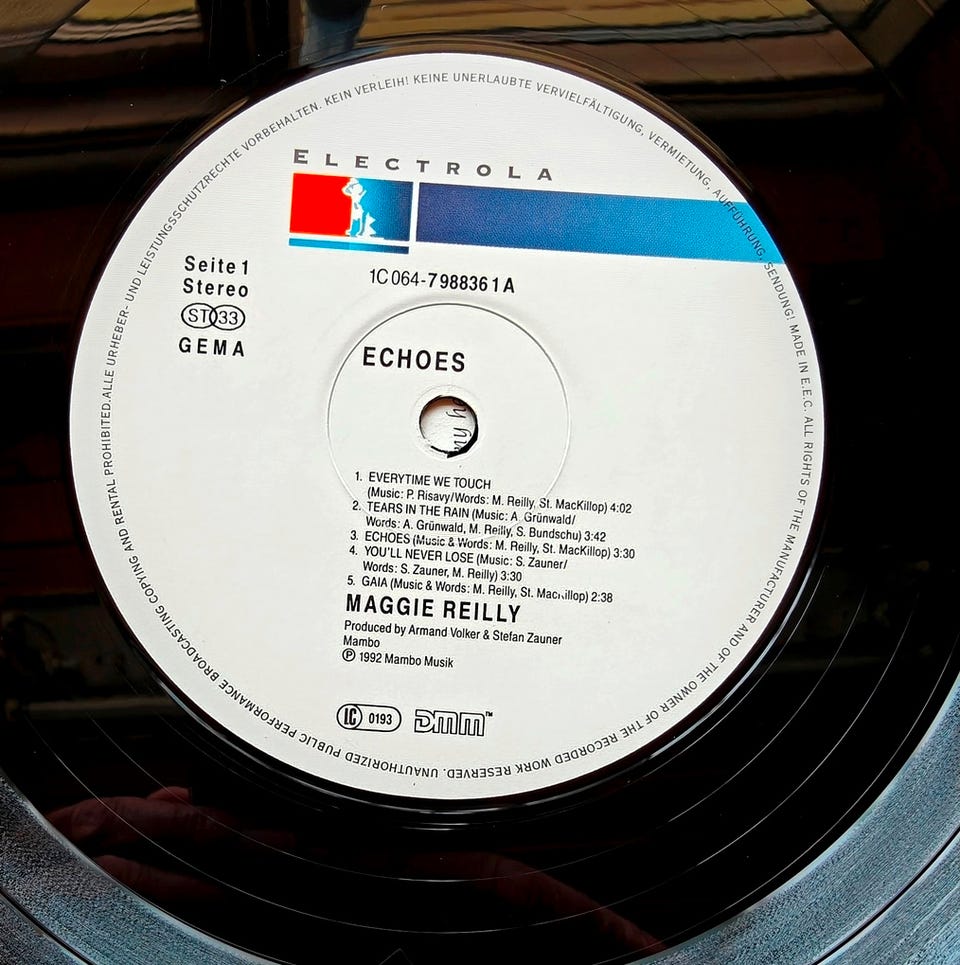 ALLE URHEBER- UND LEISTUNGSSCHUTZRECHTE VORBEHALTEN. KEIN VERLEIH! KEINE UNERLAUBTE VERVIELFÄLTIGUNG, VERMIETUNG, AUFFÜHRUNG, SENDUNG! MADE IN E.E.C. ALL RIGHTS OF THE MANUFACTURER AND OF THE OWNER OF THE RECORDED WORK RESERVED. UNAUTHORIZED PUBLIC PERFORMANCE BROADCASTING COPYING AND RENTAL PROHIBITED.
ELECTROLA
Seite 1
Stereo
ST 33
GEMA
1C 064-7 98836 1 A
ECHOES
1. EVERYTIME WE TOUCH
(Music: P. Risavy/Words: M. Reilly, St. MacKillop) 4:02
2. TEARS IN THE RAIN (Music: A. Grünwald/
Words: A. Grünwald, M. Reilly, S. Bundschu) 3:42
3. ECHOES (Music & Words: M. Reilly, St. MacKillop) 3:30
4. YOU'LL NEVER LOSE (Music: S. Zauner/
Words: S. Zauner, M. Reilly) 3:30
5. GAIA (Music & Words: M. Reilly, St. MacKillop) 2:38
MAGGIE REILLY
Produced by Armand Volker & Stefan Zauner
Mambo
℗ 1992 Mambo Musik
LC 0193 DMM™